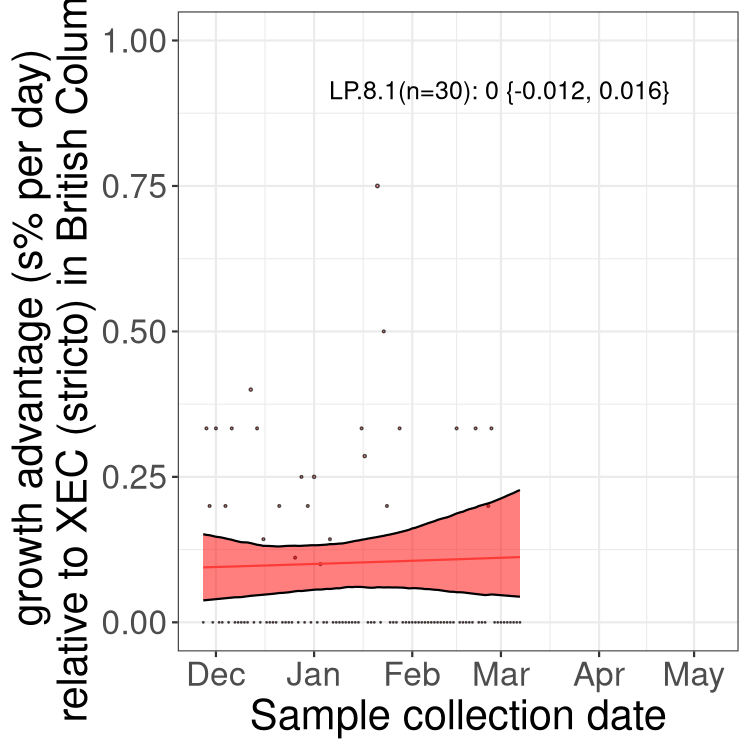 growth advantage (s% per day)
relative to XEC (stricto) in British Colum
1.00
0.75
0.50
0.25
0.00
LP.8.1(n=30): 0 {-0.012, 0.016}
Dec Jan Feb Mar Apr May
Sample collection date